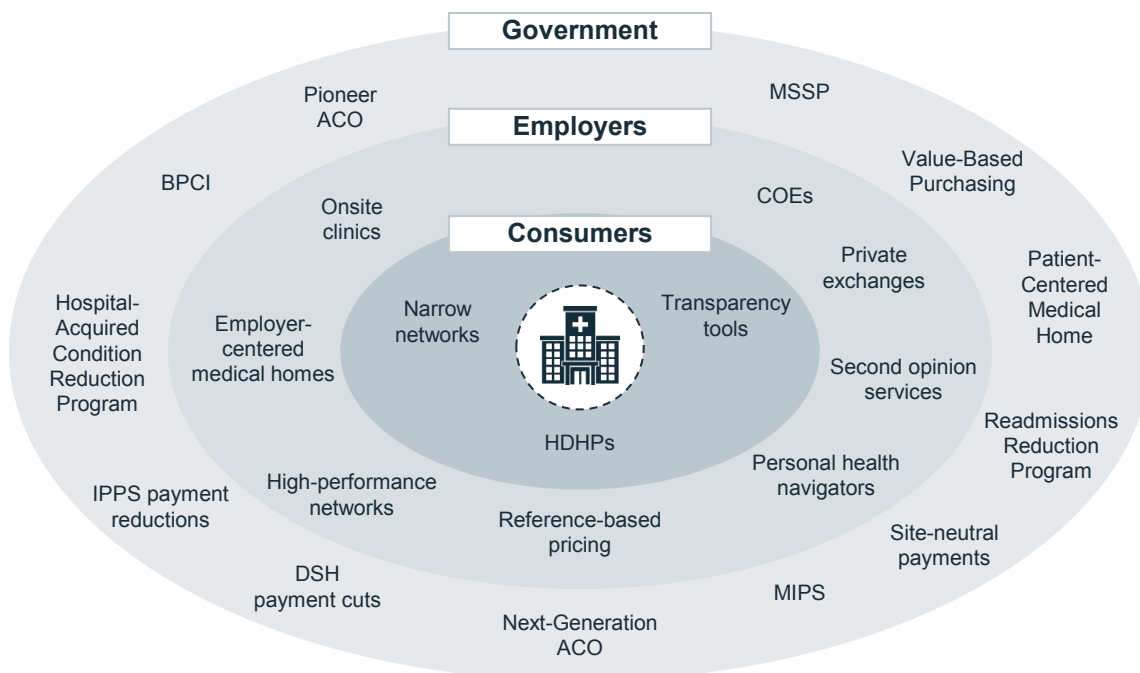 Government
Pioneer
ACO
MSSP
Employers
BPCI
Value-Based
Purchasing
Onsite
clinics
COEs
Consumers
Private
exchanges
Patient-
Centered
Medical
Home
Hospital-
Acquired
Condition
Reduction
Program
Employer-
centered
medical homes
Narrow
networks
Transparency
tools
Second opinion
services
HDHPs
Readmissions
Reduction
Program
Personal health
navigators
IPPS payment
reductions
High-performance
networks
Reference-based
pricing
Site-neutral
payments
DSH
payment cuts
MIPS
Next-Generation
ACO